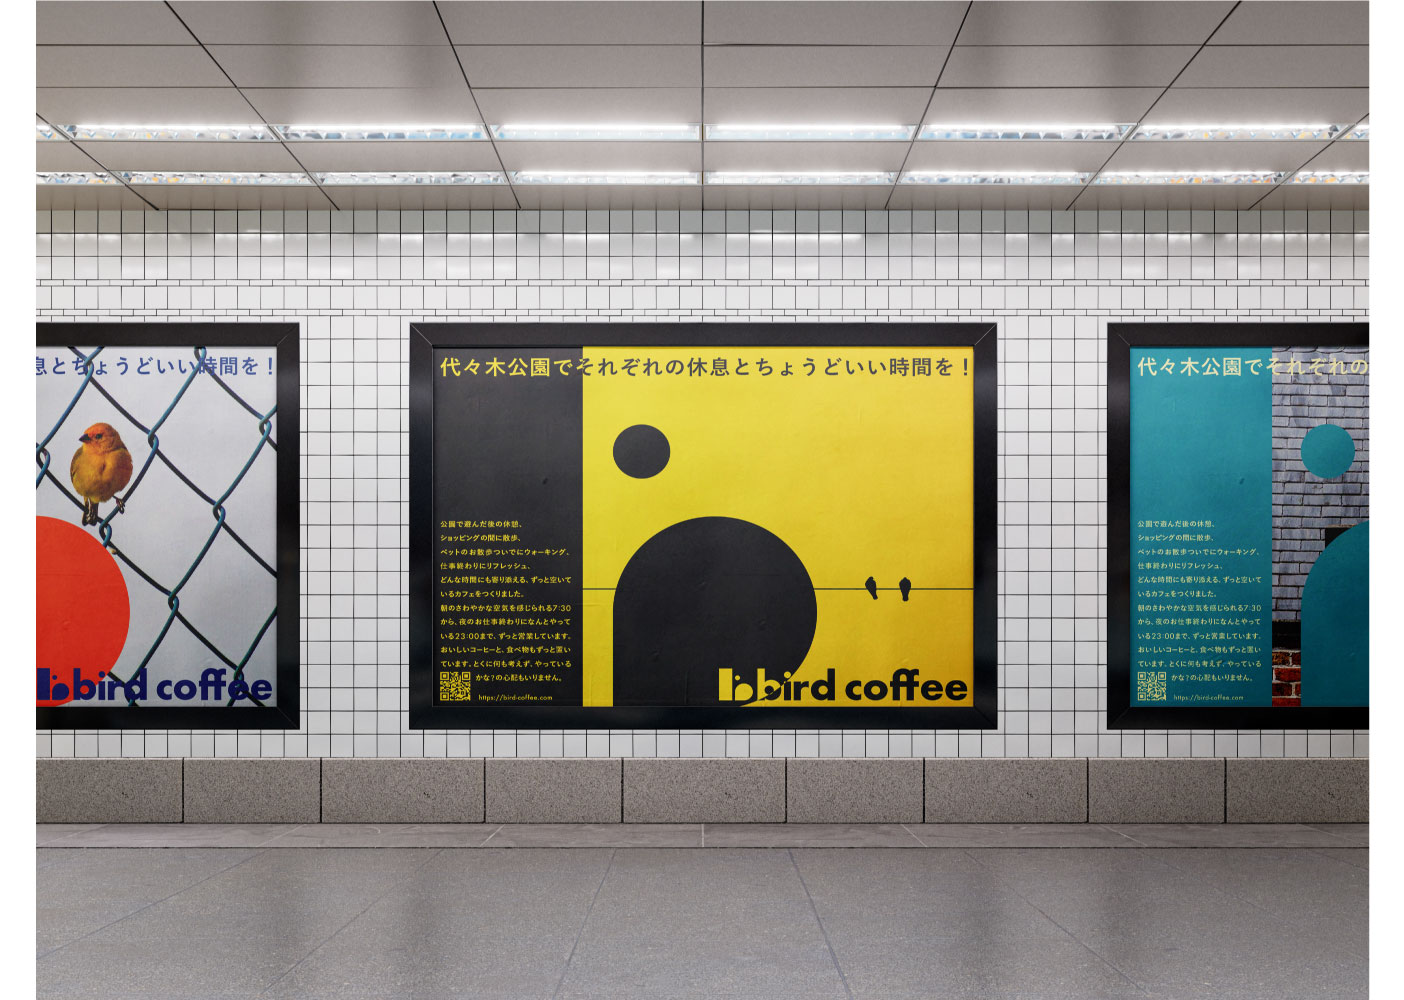 息とちょうどいい時間を！
bird coffee
代々木公園でそれぞれの休息とちょうどいい時間を！
公園で遊んだ後の休憩、
ショッピングの間に散歩、
ペットのお散歩ついでにウォーキング、
仕事終わりにリフレッシュ、
どんな時間にも寄り添える、ずっと空いて
いるカフェをつくりました。
朝のさわやかな空気を感じられる7:30
から、夜のお仕事終わりになんとやって
いる23:00まで、ずっと営業しています。
おいしいコーヒーと、食べ物もずっと置い
ています。とくに何も考えず、やっている
かな？の心配もいりません。
https://bird-coffee.com
bird coffee
代々木公園でそれぞれの
公園で遊んだ後の休憩、
ショッピングの間に散歩、
ペットのお散歩ついでにウォーキング、
仕事終わりにリフレッシュ、
どんな時間にも寄り添える、ずっと空いて
いるカフェをつくりました。
朝のさわやかな空気を感じられる7:30
から、夜のお仕事終わりになんとやって
いる23:00まで、ずっと営業しています。
おいしいコーヒーと、食べ物もずっと置い
ています。とくに何も考えず、やっている
かな？の心配もいりません。
https://bird-coffee.com